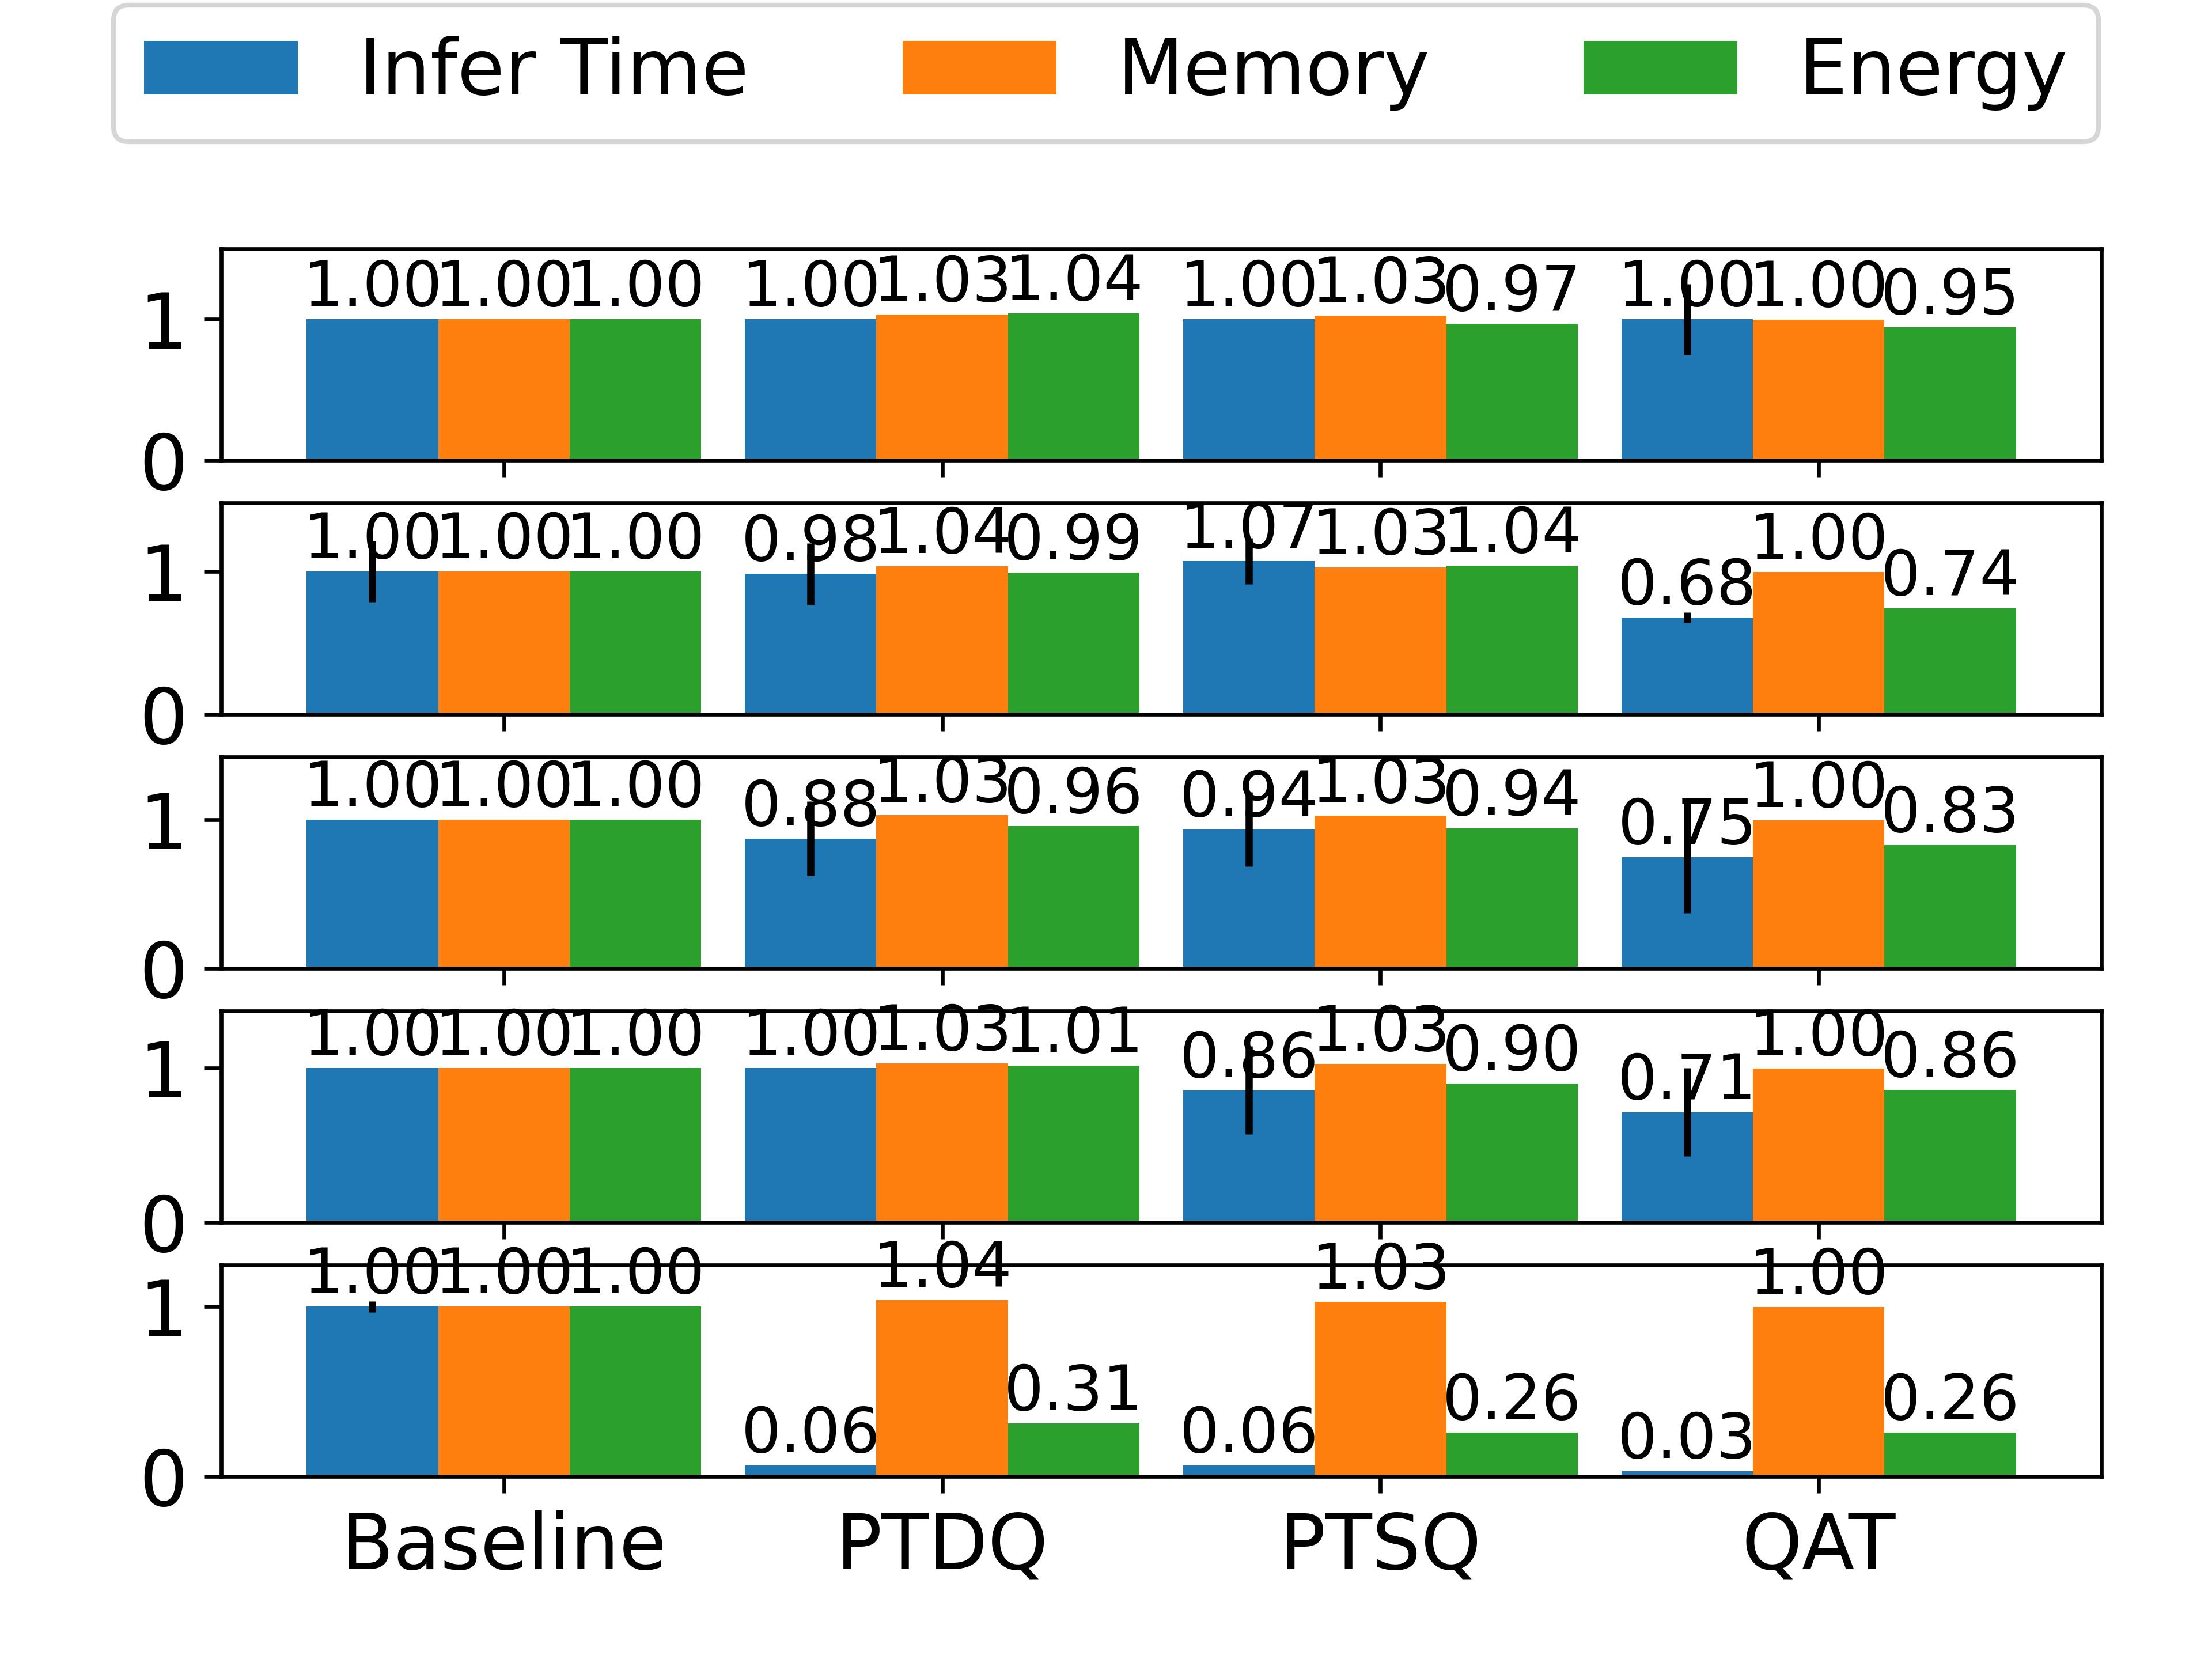 Infer Time Memory Energy
1.00 1.00 1.00 1.00 1.03 1.04 1.00 1.03 0.97 1.00 1.00 0.95
1
0
1.00 1.00 1.00 0.98 1.04 0.99 1.07 1.03 1.04 0.68 1.00 0.74
1
0
1.00 1.00 1.00 0.88 1.03 0.96 0.94 1.03 0.94 0.75 1.00 0.83
1
0
1.00 1.00 1.00 1.00 1.03 1.01 0.86 1.03 0.90 0.71 1.00 0.86
1
0
1.00 1.00 1.00 0.06 1.04 0.31 0.06 1.03 0.26 0.03 1.00 0.26
1
0
Baseline PTDQ PTSQ QAT